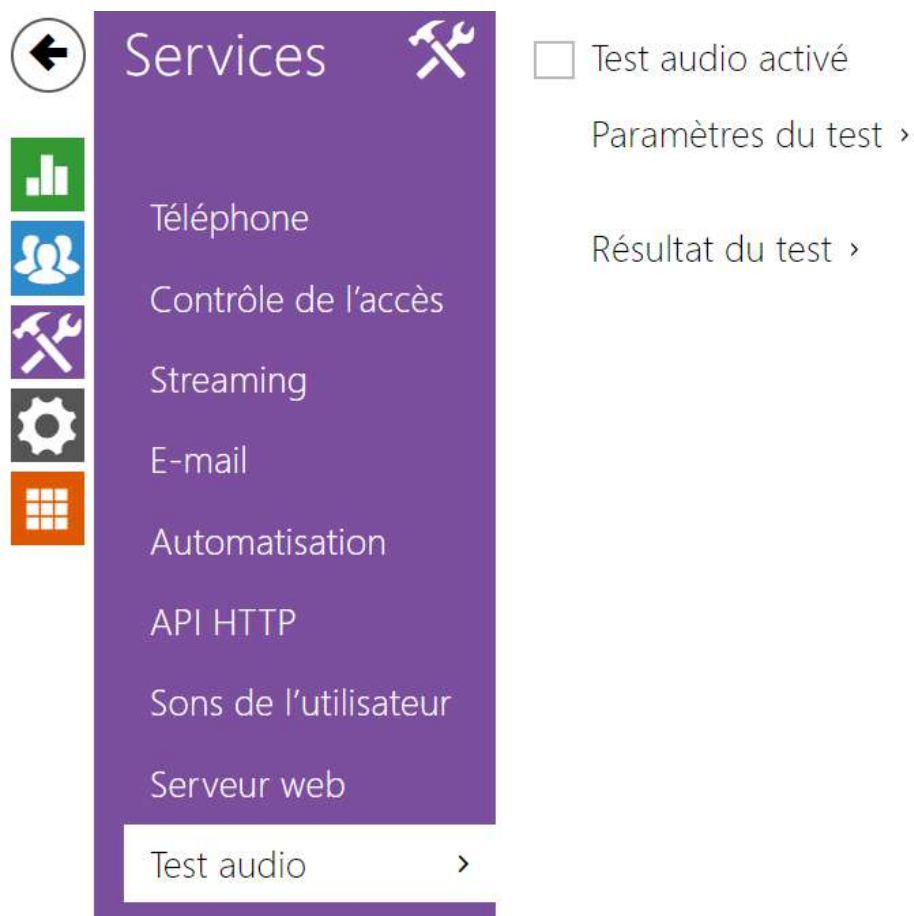 Services
Téléphone
Contrôle de l’accès
Streaming
E-mail
Automatisation
API HTTP
Sons de l’utilisateur
Serveur web
Test audio
Test audio activé
Paramètres du test
Résultat du test